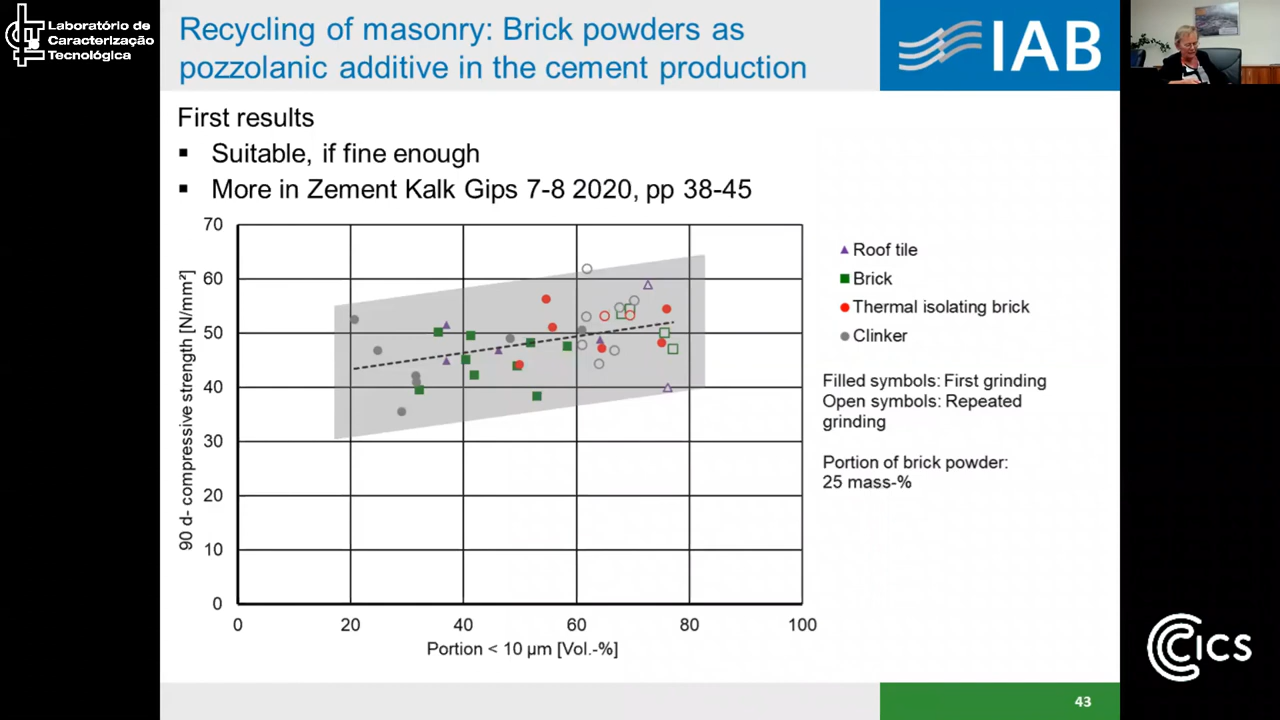 Laboratório de
Caracterização
Tecnológica
Recycling of masonry: Brick powders as
pozzolanic additive in the cement production
IAB
First results
▪ Suitable, if fine enough
▪ More in Zement Kalk Gips 7-8 2020, pp 38-45
90 d- compressive strength [N/mm²]
70
60
50
40
30
20
10
0
0 20 40 60 80 100
Portion < 10 µm [Vol.-%]
Roof tile
Brick
Thermal isolating brick
Clinker
Filled symbols: First grinding
Open symbols: Repeated
grinding
Portion of brick powder:
25 mass-%
CICS
43